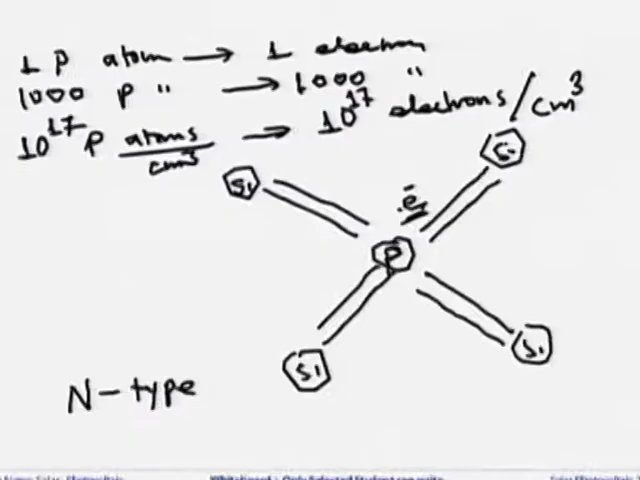 1 P atom → 1 electron
1000 P " → 1000 "
10^17 P atoms/cm^3 → 10^17 electrons/cm^3
Si
Si
e-
P
Si
Si
N-type